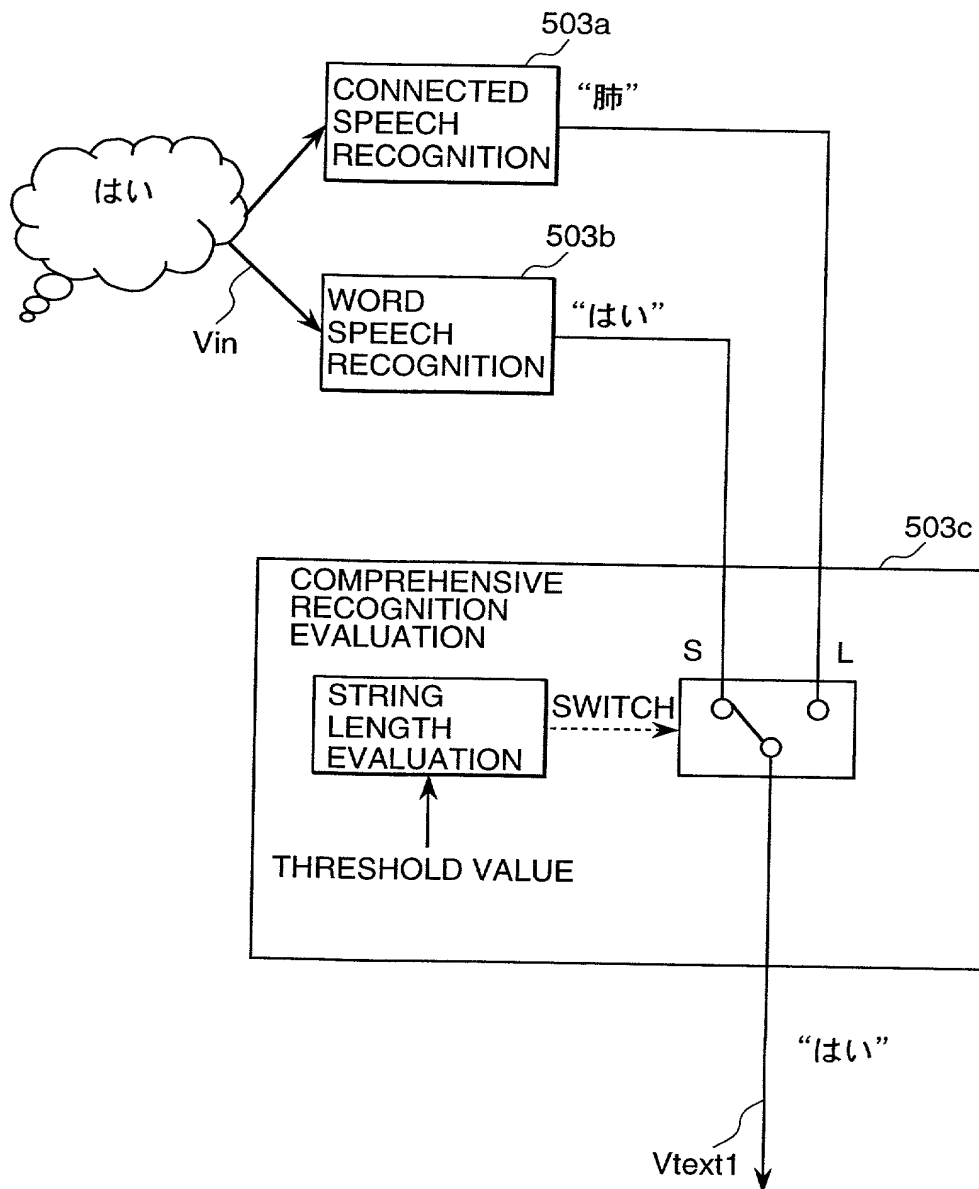 503a
CONNECTED
SPEECH
RECOGNITION
“肺”
はい
503b
WORD
SPEECH
RECOGNITION
“はい”
Vin
503c
COMPREHENSIVE
RECOGNITION
EVALUATION
S
L
STRING
LENGTH
EVALUATION
SWITCH
THRESHOLD VALUE
“はい”
Vtext1